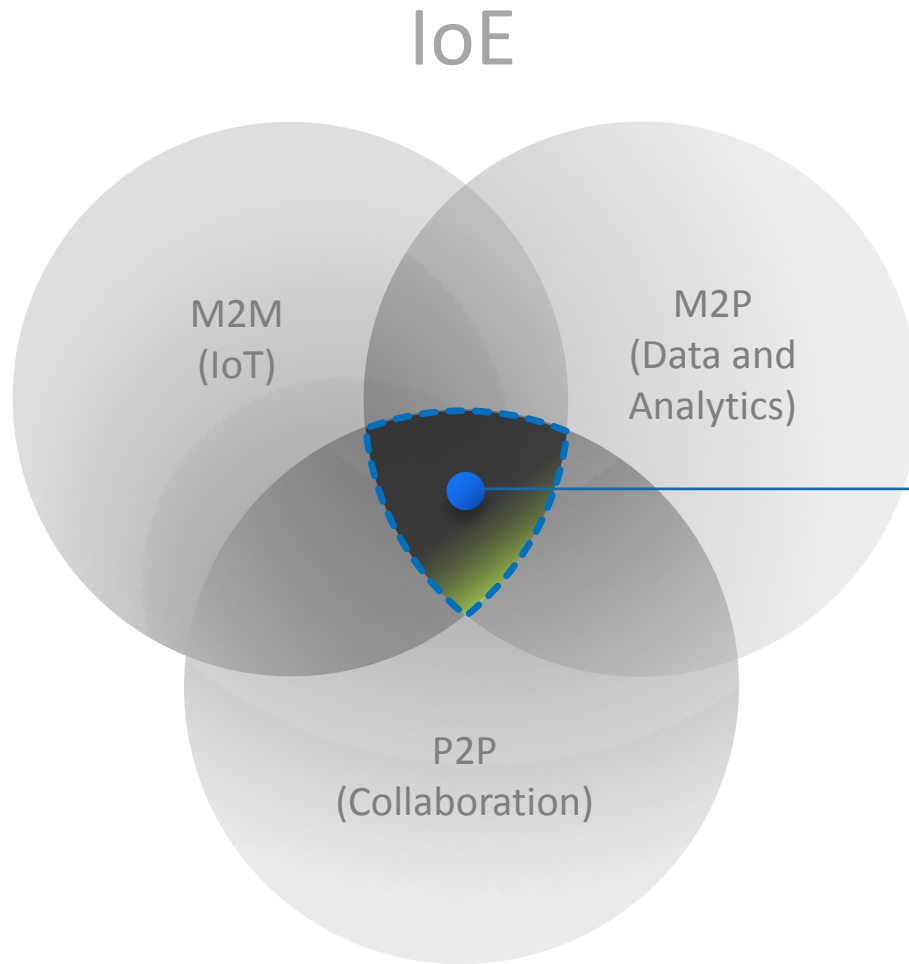 IoE
M2M
(IoT)
M2P
(Data and
Analytics)
P2P
(Collaboration)